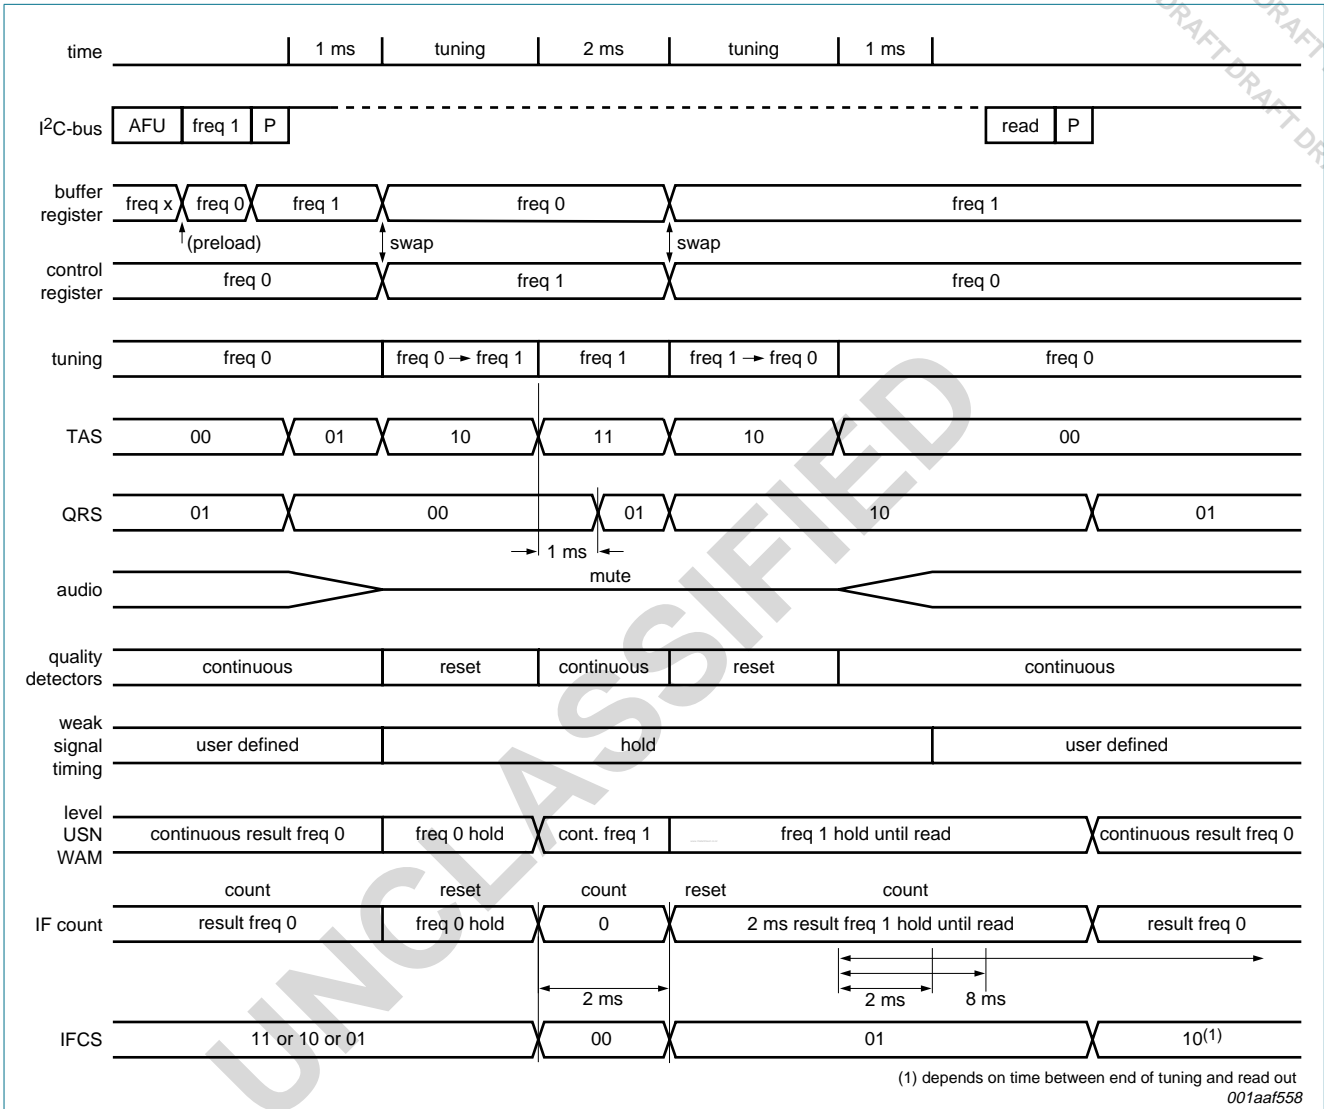 DRAFT DRAFT DRAFT
DRAFT DRAFT DRA
time 1 ms tuning 2 ms tuning 1 ms
I2C-bus AFU freq 1 P read P
buffer register freq x freq 0 freq 1 freq 0 freq 1
(preload) swap swap
control register freq 0 freq 1 freq 0
tuning freq 0 → freq 1 freq 1 freq 1 → freq 0 freq 0
freq 0
TAS 00 01 10 11 10 00
QRS 01 00 01 10 01
1 ms
audio mute
quality detectors continuous reset continuous reset continuous
weak signal timing user defined hold user defined
level USN WAM continuous result freq 0 freq 0 hold cont. freq 1 freq 1 hold until read continuous result freq 0
count reset count reset count
IF count result freq 0 freq 0 hold 0 2 ms result freq 1 hold until read result freq 0
2 ms 2 ms 8 ms
IFCS 11 or 10 or 01 00 01 10(1)
(1) depends on time between end of tuning and read out
001aaf558
UNCLASSIFIED